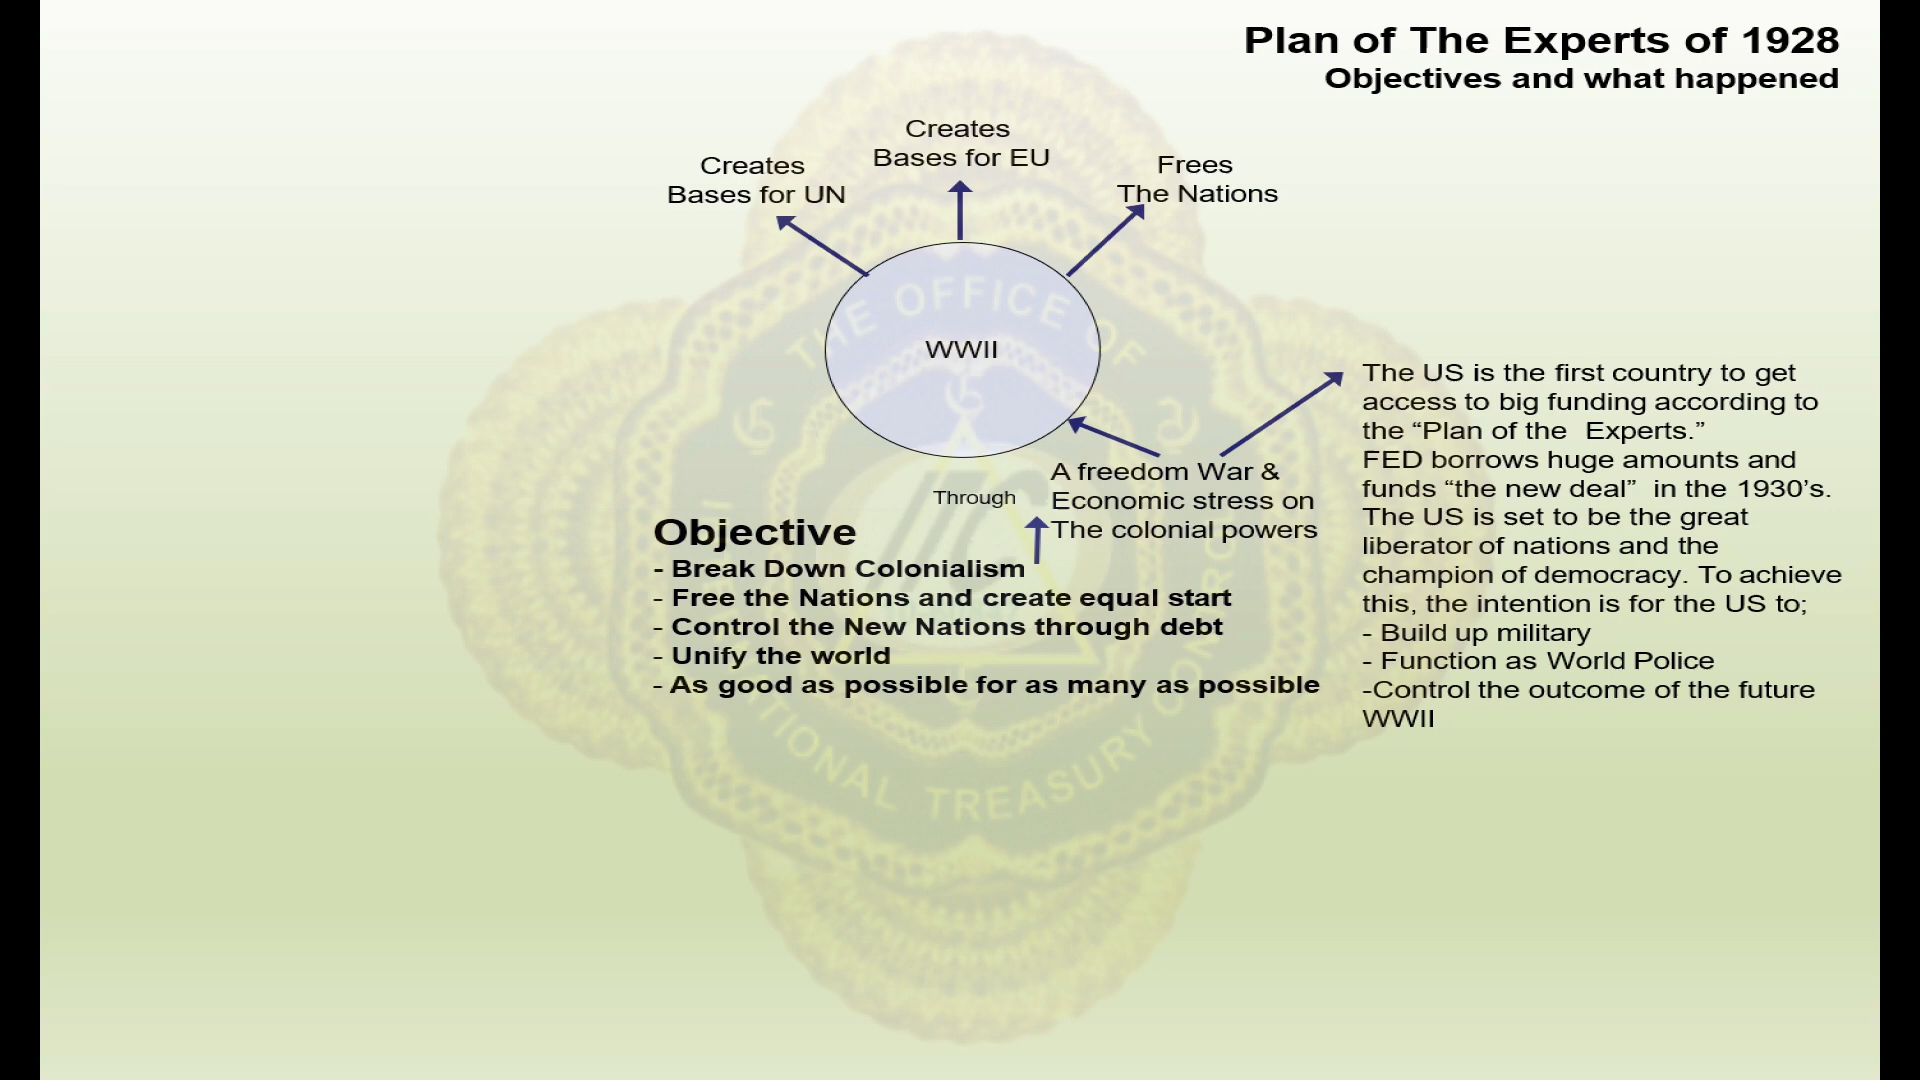 Plan of The Experts of 1928
Objectives and what happened
Creates
Bases for UN
Creates
Bases for EU
Frees
The Nations
WWII
A freedom War &
Economic stress on
The colonial powers
Through
Objective
- Break Down Colonialism
- Free the Nations and create equal start
- Control the New Nations through debt
- Unify the world
- As good as possible for as many as possible
The US is the first country to get
access to big funding according to
the “Plan of the  Experts.”
FED borrows huge amounts and
funds “the new deal”  in the 1930’s.
The US is set to be the great
liberator of nations and the
champion of democracy. To achieve
this, the intention is for the US to;
- Build up military
- Function as World Police
-Control the outcome of the future
WWII
THE OFFICE OF
TREASURY CONTRO